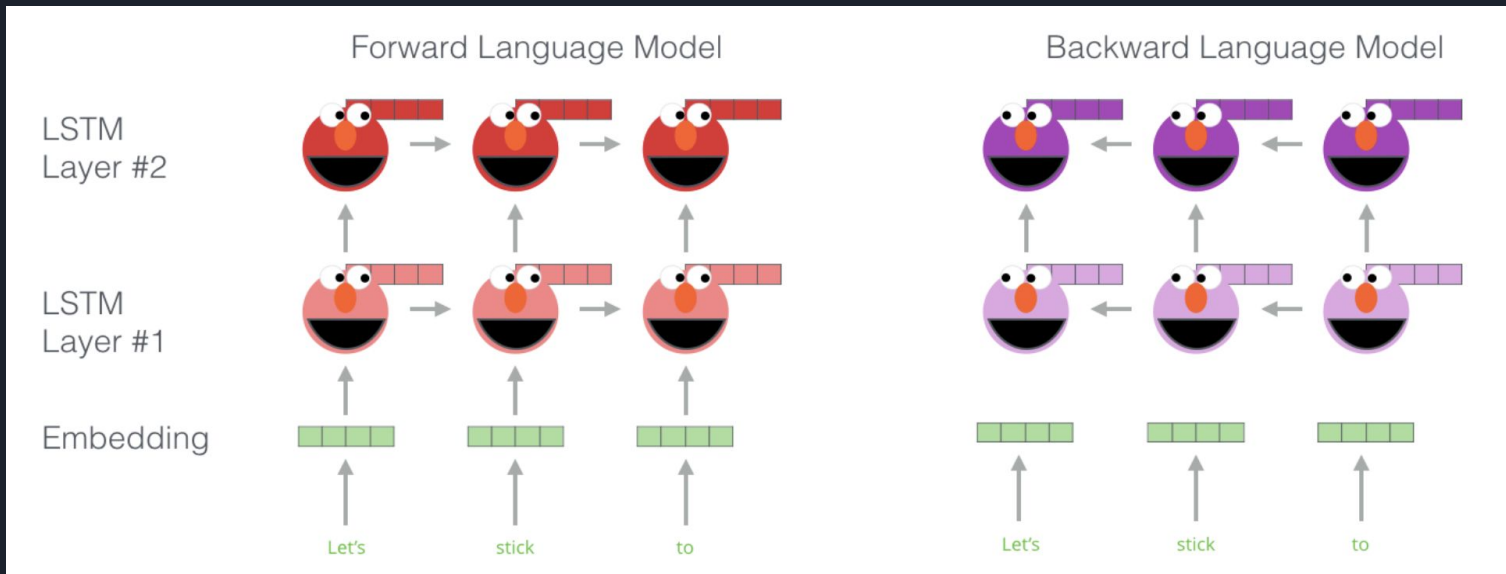 Forward Language Model
Backward Language Model
LSTM
Layer #2
LSTM
Layer #1
Embedding
Let's
stick
to
Let's
stick
to